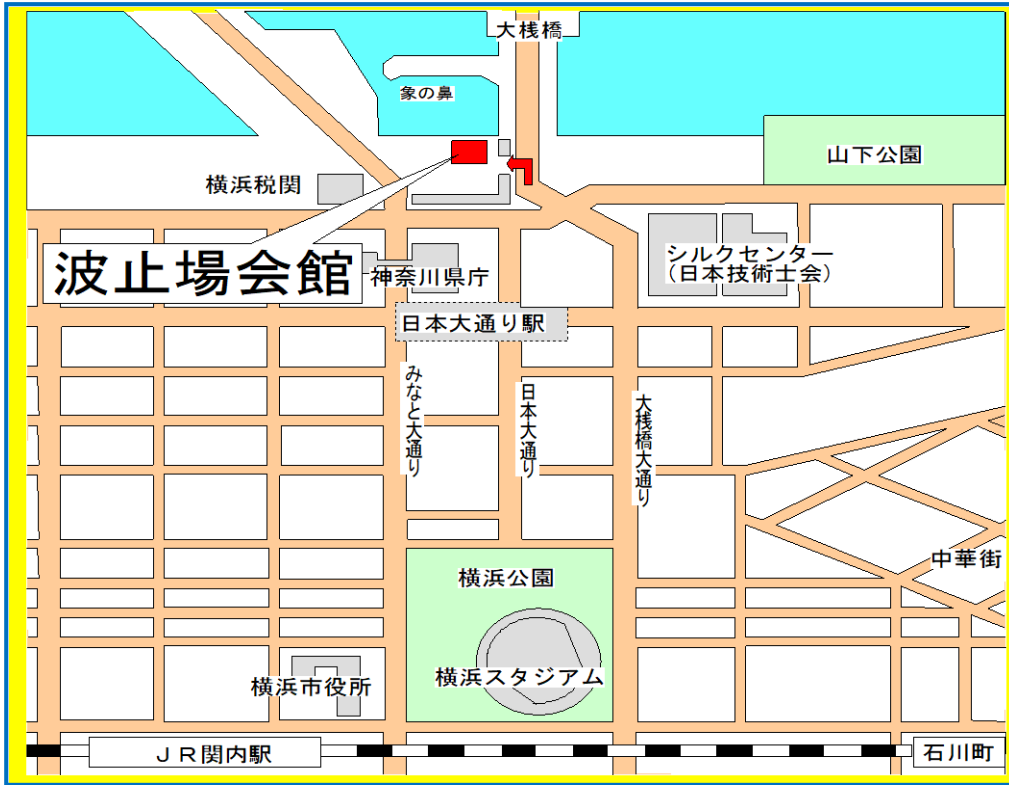 大桟橋
象の鼻
山下公園
横浜税関
波止場会館
神奈川県庁
シルクセンター
(日本技術士会)
日本大通り駅
みなと大通り
日本大通り
大桟橋大通り
中華街
横浜公園
横浜スタジアム
横浜市役所
JR関内駅
石川町